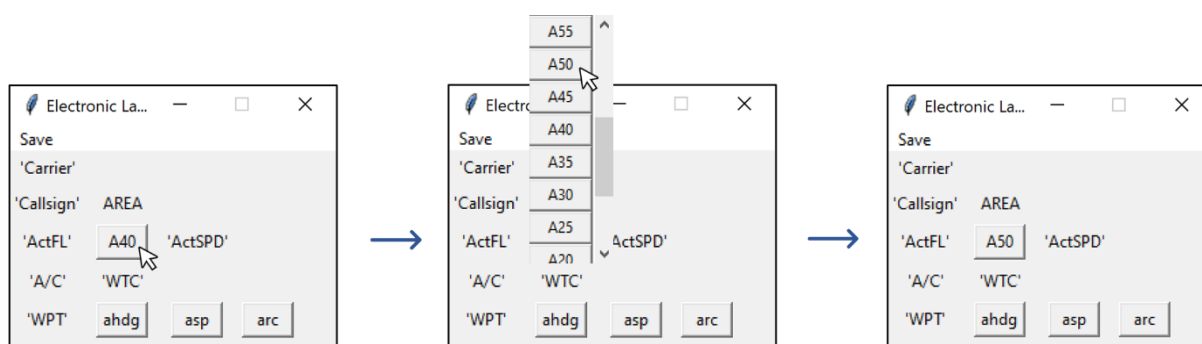 Electronic La...
Save
'Carrier'
'Callsign' AREA
'ActFL' A40 'ActSPD'
'A/C' 'WTC'
'WPT' ahdg asp arc
A55
A50
A45
A40
A35
A30
A25
A20
Electro
Save
'Carrier'
'Callsign'
'ActFL' ActSPD'
'A/C' 'WTC'
'WPT' ahdg asp arc
Electronic La...
Save
'Carrier'
'Callsign' AREA
'ActFL' A50 'ActSPD'
'A/C' 'WTC'
'WPT' ahdg asp arc